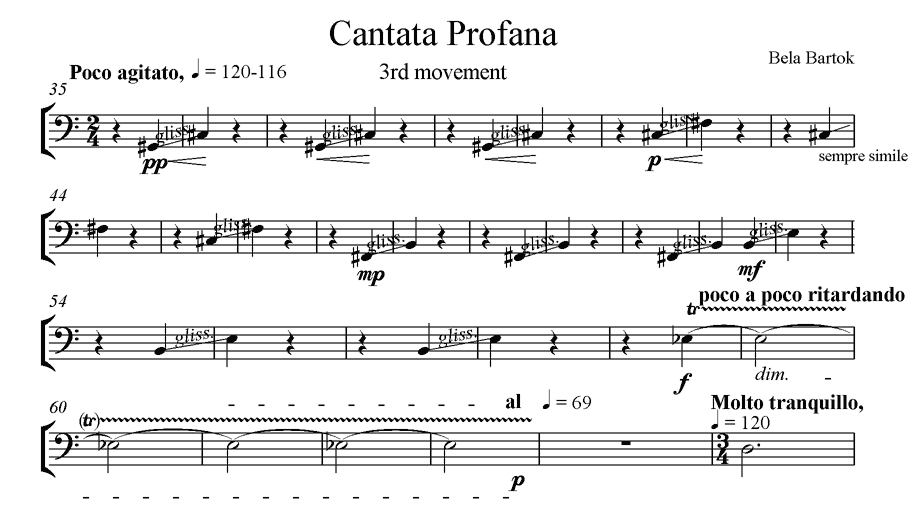 Cantata Profana
Bela Bartok
Poco agitato, ♩ = 120-116
3rd movement
35
2/4 gliss. gliss. gliss. gliss.
pp p
sempre simile
44
gliss. gliss. gliss. gliss. gliss.
mp mf
poco a poco ritardando
54 tr
gliss. gliss.
f dim. -
- - - - - - - al ♩ = 69 Molto tranquillo,
60 (tr) ♩ = 120
3/4
p
- - - - - - - - - - - -